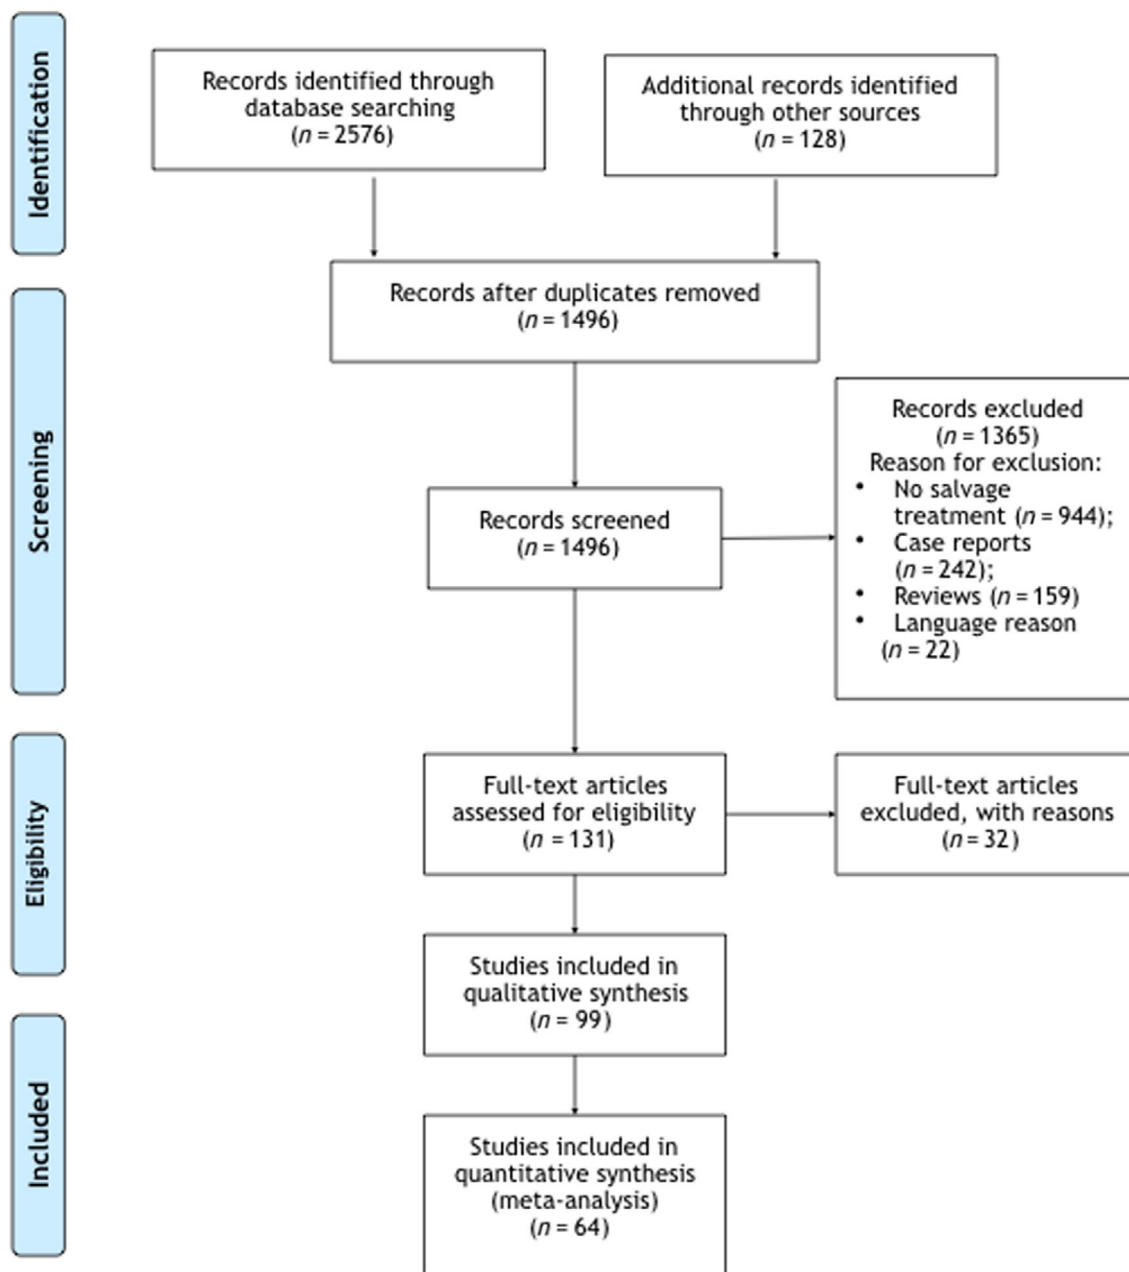 Identification
Records identified through
database searching
(n = 2576)
Additional records identified
through other sources
(n = 128)
Records after duplicates removed
(n = 1496)
Screening
Records screened
(n = 1496)
Records excluded
(n = 1365)
Reason for exclusion:
• No salvage
treatment (n = 944);
• Case reports
(n = 242);
• Reviews (n = 159)
• Language reason
(n = 22)
Eligibility
Full-text articles
assessed for eligibility
(n = 131)
Full-text articles
excluded, with reasons
(n = 32)
Studies included in
qualitative synthesis
(n = 99)
Included
Studies included in
quantitative synthesis
(meta-analysis)
(n = 64)